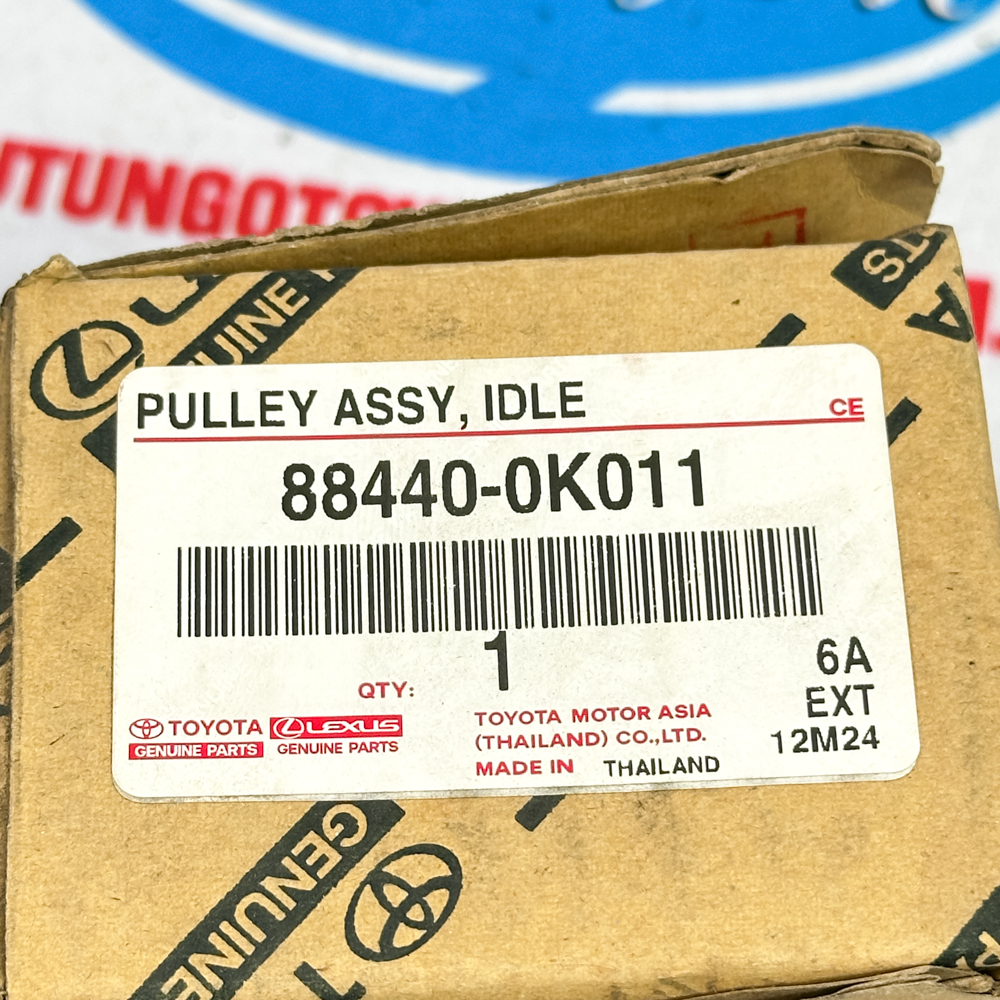 PULLEY ASSY, IDLE
CE
88440-0K011
1
QTY:
6A
EXT
12M24
TOYOTA
GENUINE PARTS
LEXUS
GENUINE PARTS
TOYOTA MOTOR ASIA
(THAILAND) CO.,LTD.
MADE IN THAILAND
GENUINE